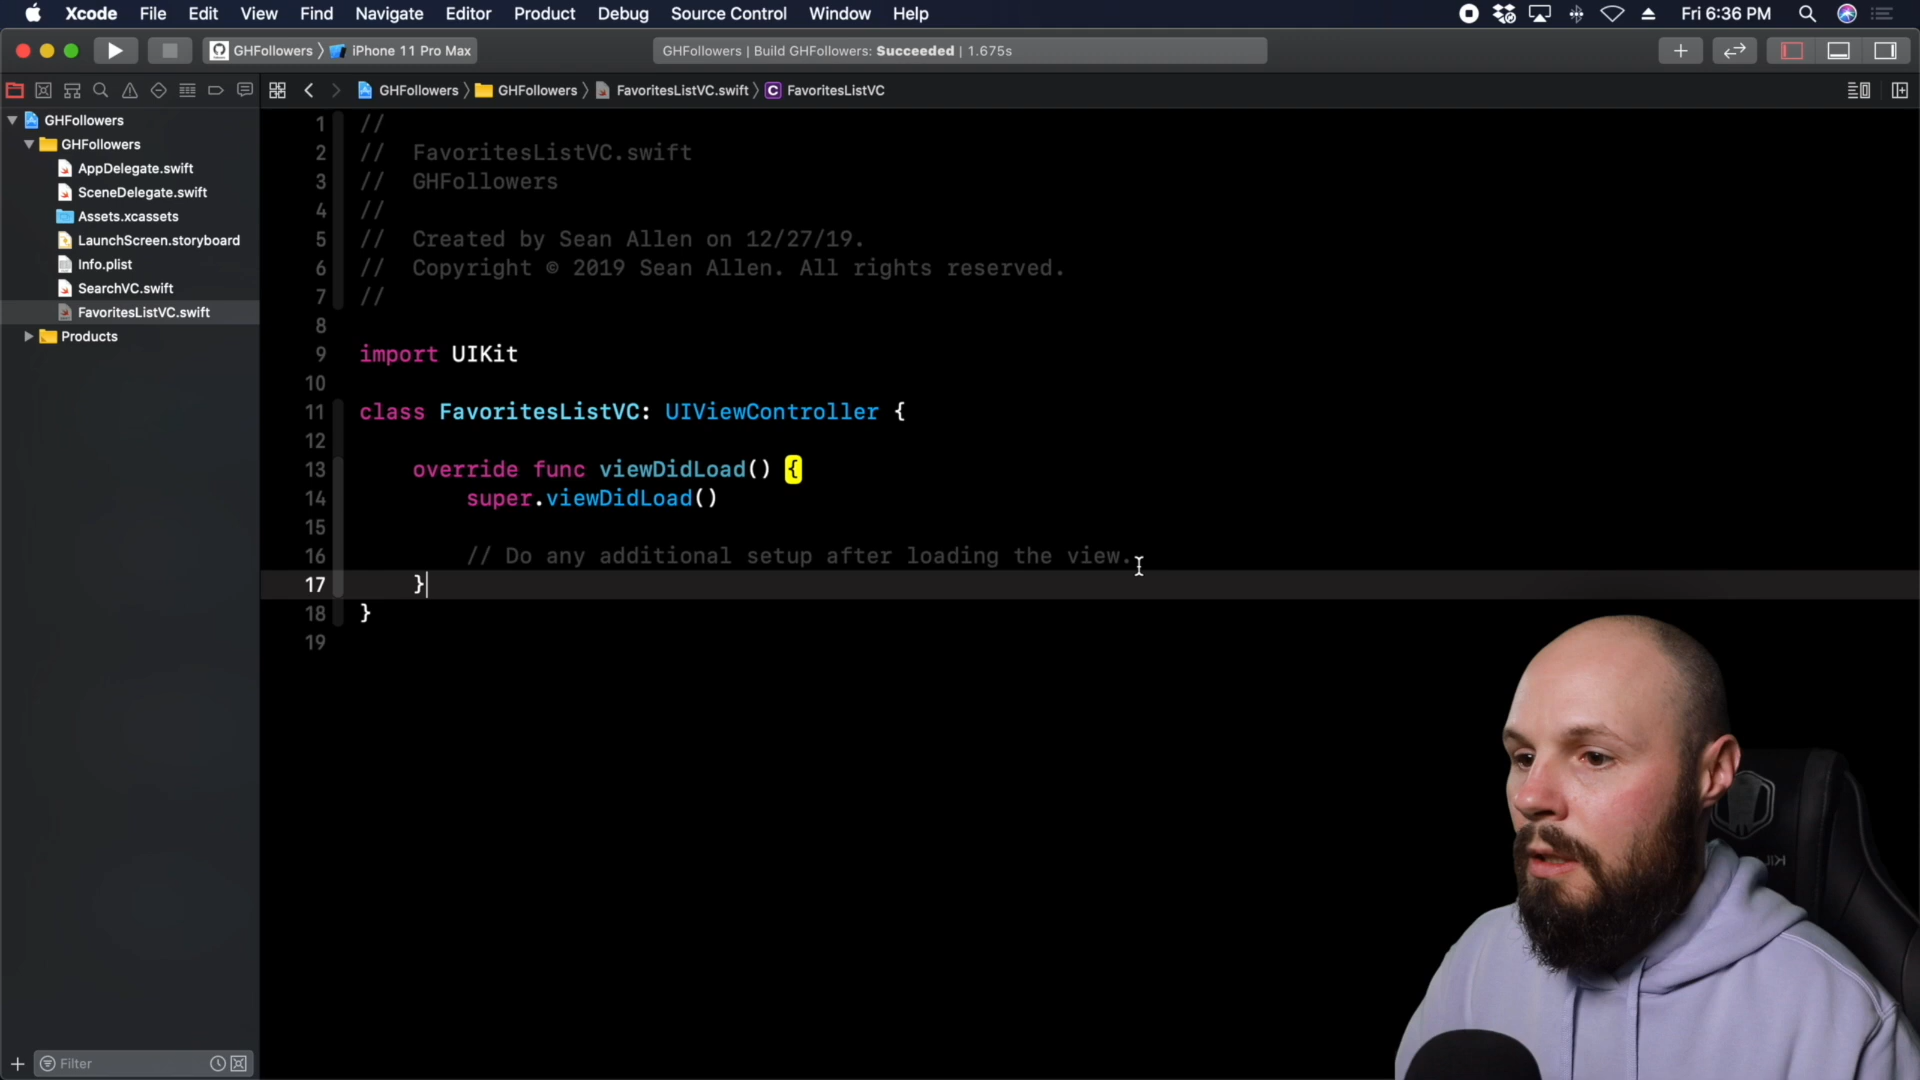 Xcode File Edit View Find Navigate Editor Product Debug Source Control Window Help Fri 6:36 PM
GHFollowers iPhone 11 Pro Max GHFollowers | Build GHFollowers: Succeeded | 1.675s
GHFollowers GHFollowers FavoritesListVC.swift C FavoritesListVC
GHFollowers
GHFollowers
AppDelegate.swift
SceneDelegate.swift
Assets.xcassets
LaunchScreen.storyboard
Info.plist
SearchVC.swift
FavoritesListVC.swift
Products
Filter
1 //
2 // FavoritesListVC.swift
3 // GHFollowers
4 //
5 // Created by Sean Allen on 12/27/19.
6 // Copyright © 2019 Sean Allen. All rights reserved.
7 //
8
9 import UIKit
10
11 class FavoritesListVC: UIViewController {
12
13 override func viewDidLoad() {
14 super.viewDidLoad()
15
16 // Do any additional setup after loading the view.
17 }
18 }
19